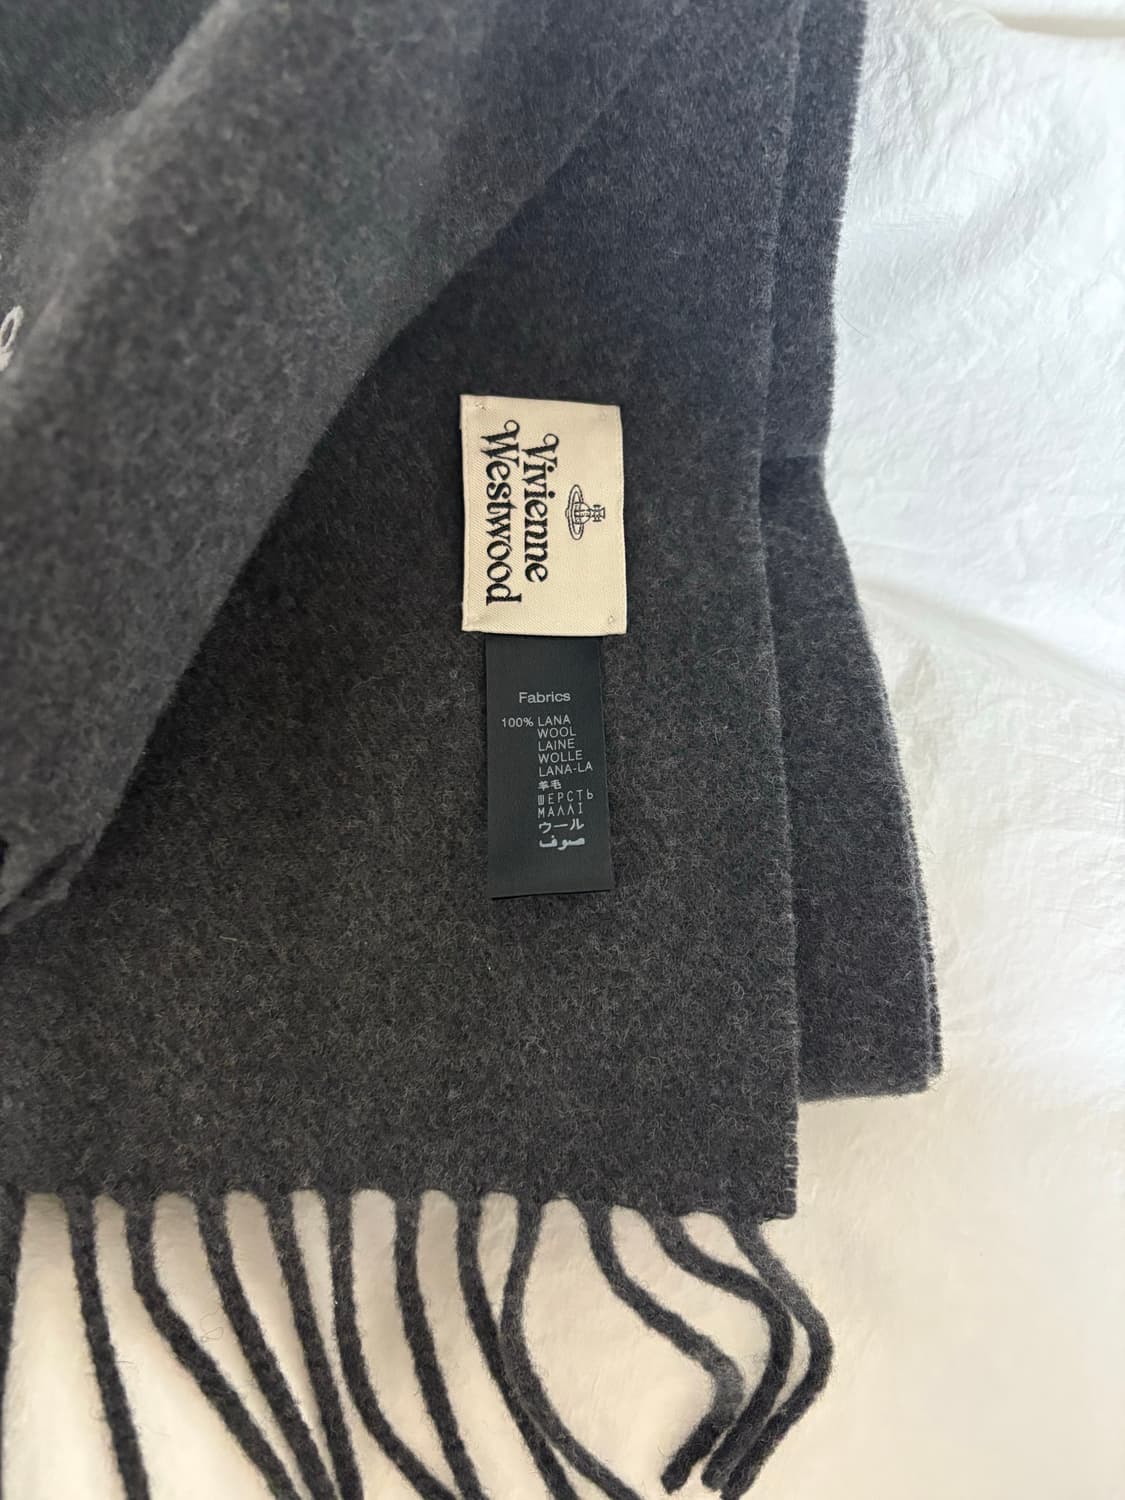 Vivienne
Westwood
Fabrics
100% LANA
WOOL
LAINE
WOLLE
LANA-LA
羊毛
ШЕРСТЬ
ΜΑΛΛΙ
ウール
صوف